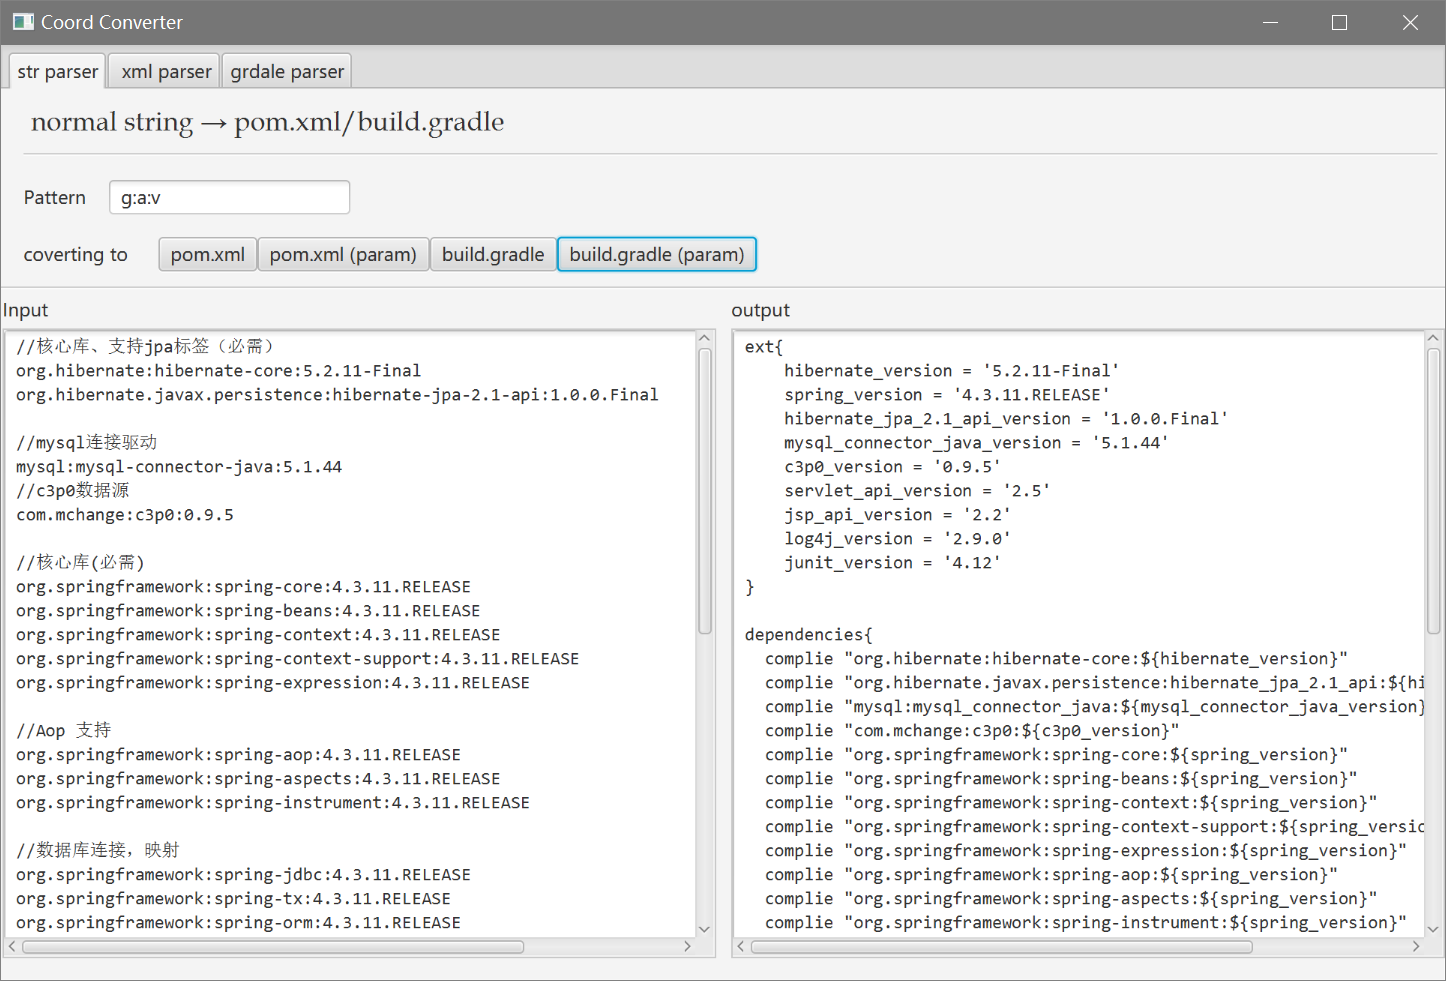 Coord Converter
str parser
xml parser
grdale parser
normal string → pom.xml/build.gradle
Pattern
g:a:v
coverting to
pom.xml
pom.xml (param)
build.gradle
build.gradle (param)
Input
//核心库、支持jpa标签（必需）
org.hibernate:hibernate-core:5.2.11-Final
org.hibernate.javax.persistence:hibernate-jpa-2.1-api:1.0.0.Final
//mysql连接驱动
mysql:mysql-connector-java:5.1.44
//c3p0数据源
com.mchange:c3p0:0.9.5
//核心库(必需)
org.springframework:spring-core:4.3.11.RELEASE
org.springframework:spring-beans:4.3.11.RELEASE
org.springframework:spring-context:4.3.11.RELEASE
org.springframework:spring-context-support:4.3.11.RELEASE
org.springframework:spring-expression:4.3.11.RELEASE
//Aop 支持
org.springframework:spring-aop:4.3.11.RELEASE
org.springframework:spring-aspects:4.3.11.RELEASE
org.springframework:spring-instrument:4.3.11.RELEASE
//数据库连接，映射
org.springframework:spring-jdbc:4.3.11.RELEASE
org.springframework:spring-tx:4.3.11.RELEASE
org.springframework:spring-orm:4.3.11.RELEASE
output
ext{
hibernate_version = '5.2.11-Final'
spring_version = '4.3.11.RELEASE'
hibernate_jpa_2.1_api_version = '1.0.0.Final'
mysql_connector_java_version = '5.1.44'
c3p0_version = '0.9.5'
servlet_api_version = '2.5'
jsp_api_version = '2.2'
log4j_version = '2.9.0'
junit_version = '4.12'
}
dependencies{
complie "org.hibernate:hibernate-core:${hibernate_version}"
complie "org.hibernate.javax.persistence:hibernate_jpa_2.1_api:${hi
complie "mysql:mysql_connector_java:${mysql_connector_java_version}
complie "com.mchange:c3p0:${c3p0_version}"
complie "org.springframework:spring-core:${spring_version}"
complie "org.springframework:spring-beans:${spring_version}"
complie "org.springframework:spring-context:${spring_version}"
complie "org.springframework:spring-context-support:${spring_versic
complie "org.springframework:spring-expression:${spring_version}"
complie "org.springframework:spring-aop:${spring_version}"
complie "org.springframework:spring-aspects:${spring_version}"
complie "org.springframework:spring-instrument:${spring_version}"